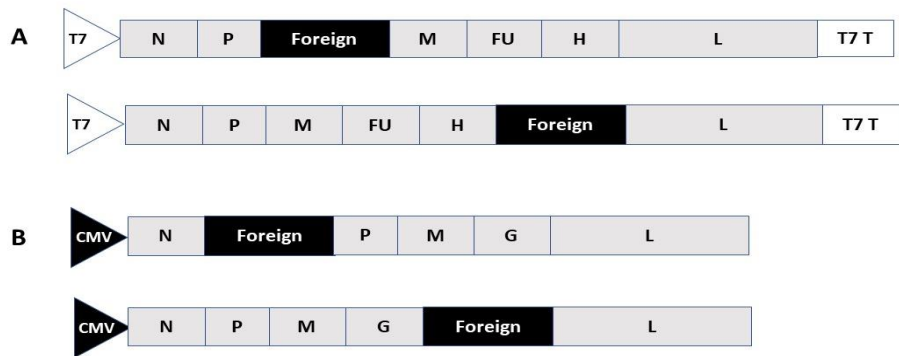 A T7 N P Foreign M FU H L T7 T
T7 N P M FU H Foreign L T7 T
B CMV N Foreign P M G L
CMV N P M G Foreign L